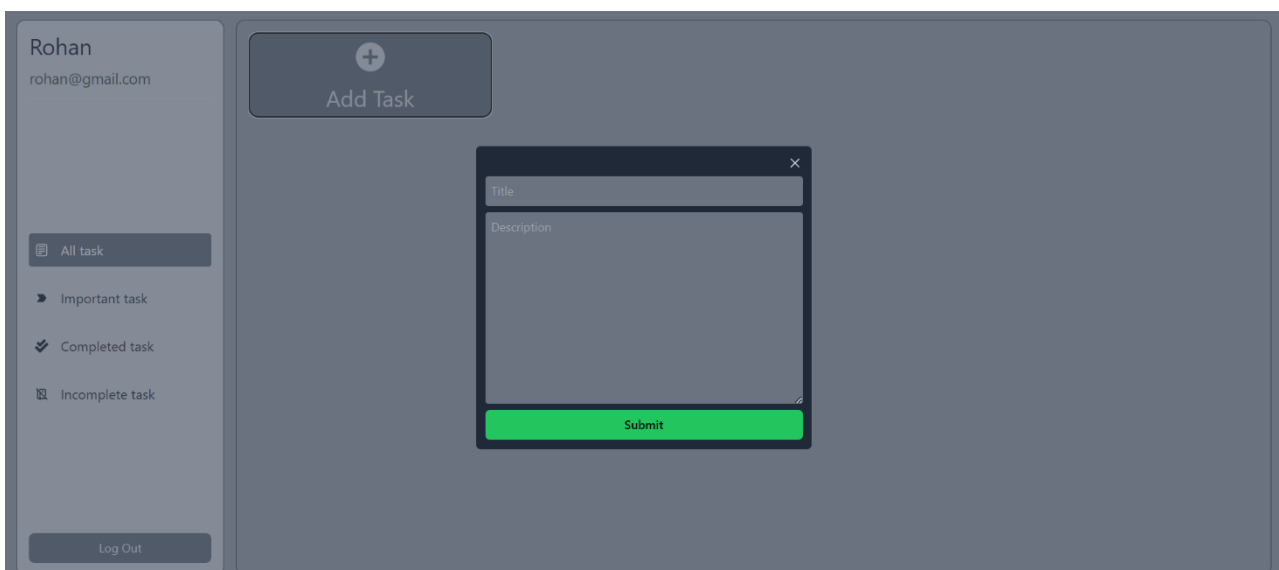 Rohan
rohan@gmail.com
All task
Important task
Completed task
Incomplete task
Log Out
Add Task
Title
Description
Submit